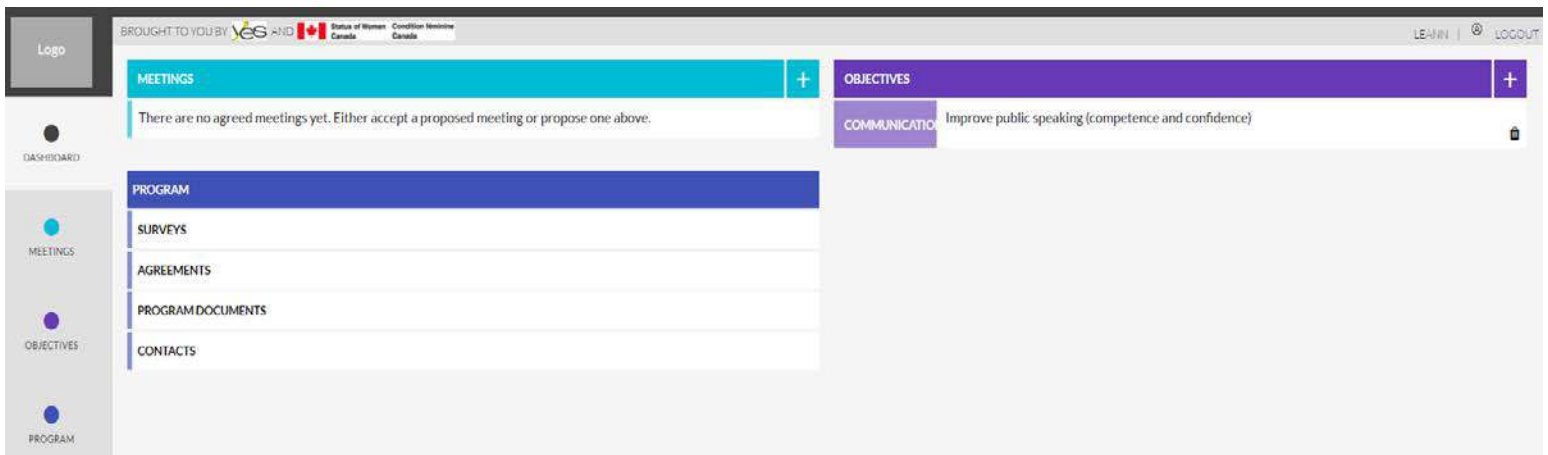 Logo
BROUGHT TO YOU BY yes AND Status of Women Canada Condition féminine Canada
LEANN | LOGOUT
MEETINGS +
There are no agreed meetings yet. Either accept a proposed meeting or propose one above.
OBJECTIVES +
COMMUNICATIO Improve public speaking (competence and confidence)
PROGRAM
SURVEYS
AGREEMENTS
PROGRAM DOCUMENTS
CONTACTS
DASHBOARD
MEETINGS
OBJECTIVES
PROGRAM